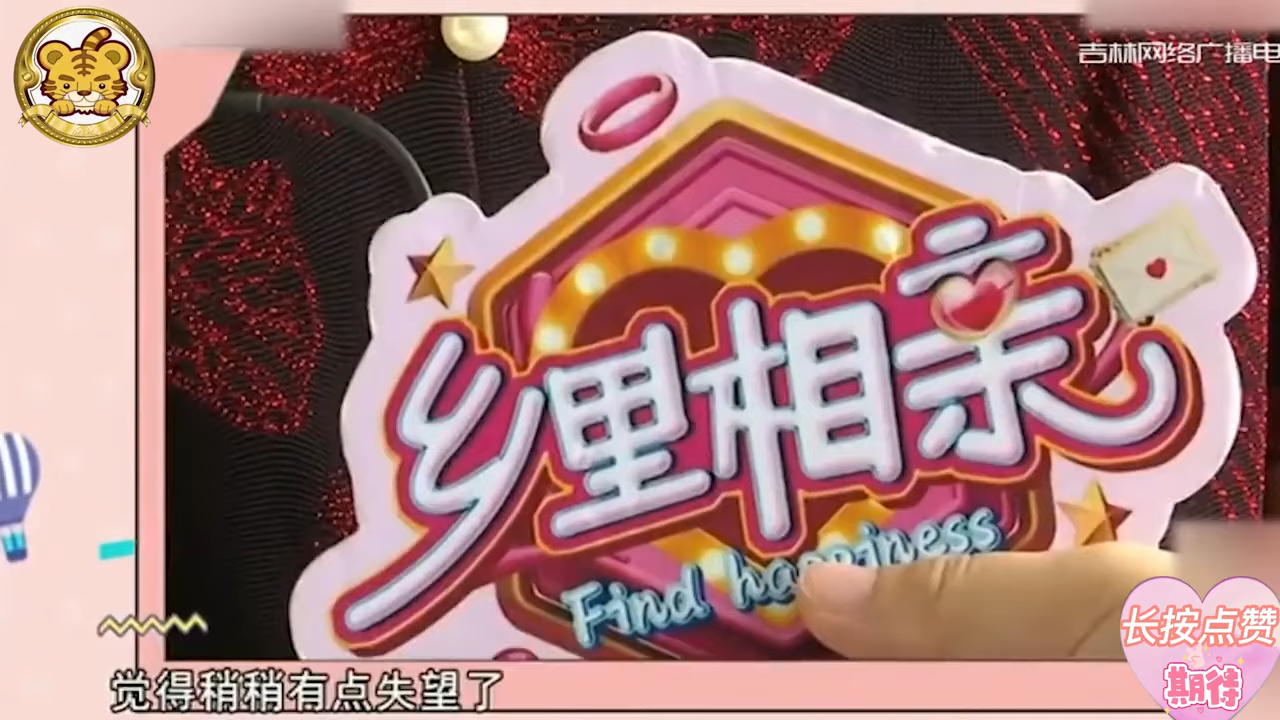 吉林网络广播电
乡里相亲
Find happiness
长按点赞
期待
觉得稍稍有点失望了